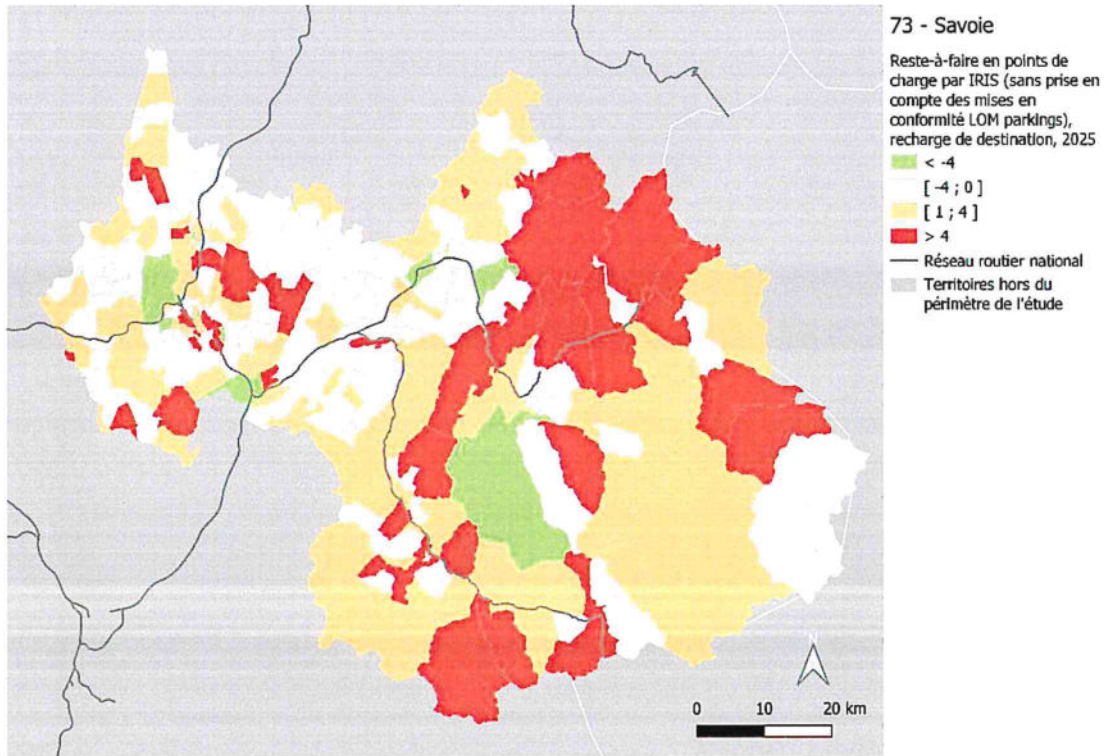 73 - Savoie
Reste-à-faire en points de
charge par IRIS (sans prise en
compte des mises en
conformité LOM parkings),
recharge de destination, 2025
< -4
[ -4 ; 0 ]
[ 1 ; 4 ]
> 4
Réseau routier national
Territoires hors du
périmètre de l'étude
N
0 10 20 km